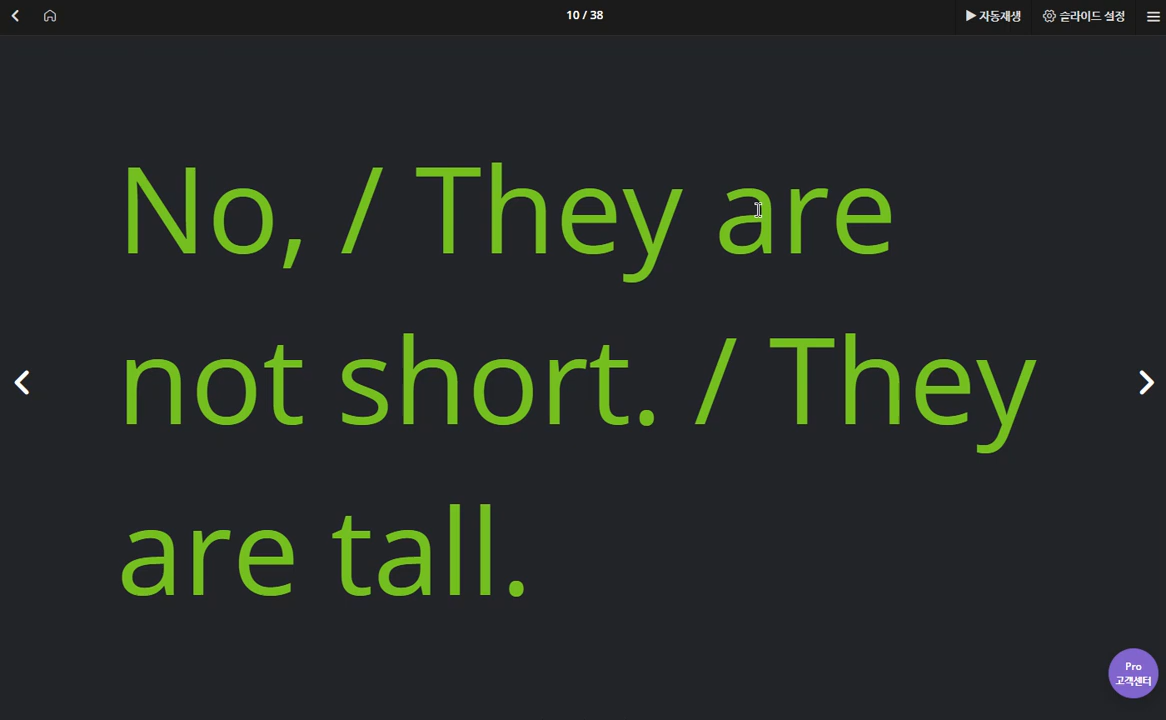 10 / 38
▶ 자동재생
슬라이드 설정
No, / They are
not short. / They
are tall.
Pro
고객센터